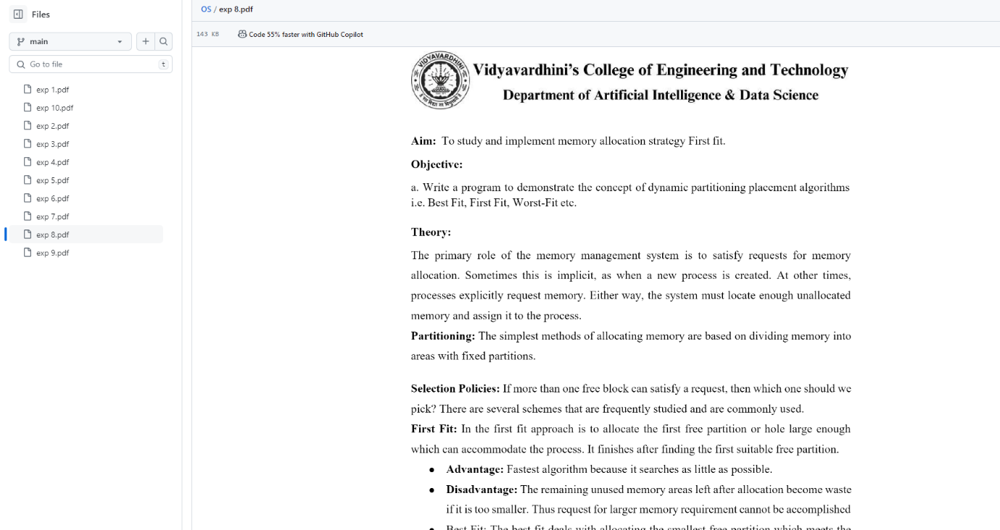 Files
main
Go to file
t
exp 1.pdf
exp 10.pdf
exp 2.pdf
exp 3.pdf
exp 4.pdf
exp 5.pdf
exp 6.pdf
exp 7.pdf
exp 8.pdf
exp 9.pdf
OS / exp 8.pdf
143 KB
Code 55% faster with GitHub Copilot
Vidyavardhini's College of Engineering and Technology
Department of Artificial Intelligence & Data Science
Aim: To study and implement memory allocation strategy First fit.
Objective:
a. Write a program to demonstrate the concept of dynamic partitioning placement algorithms
i.e. Best Fit, First Fit, Worst-Fit etc.
Theory:
The primary role of the memory management system is to satisfy requests for memory
allocation. Sometimes this is implicit, as when a new process is created. At other times,
processes explicitly request memory. Either way, the system must locate enough unallocated
memory and assign it to the process.
Partitioning: The simplest methods of allocating memory are based on dividing memory into
areas with fixed partitions.
Selection Policies: If more than one free block can satisfy a request, then which one should we
pick? There are several schemes that are frequently studied and are commonly used.
First Fit: In the first fit approach is to allocate the first free partition or hole large enough
which can accommodate the process. It finishes after finding the first suitable free partition.
● Advantage: Fastest algorithm because it searches as little as possible.
● Disadvantage: The remaining unused memory areas left after allocation become waste
if it is too smaller. Thus request for larger memory requirement cannot be accomplished
● Best Fit: The best fit deals with allocating the smallest free partition which meets the